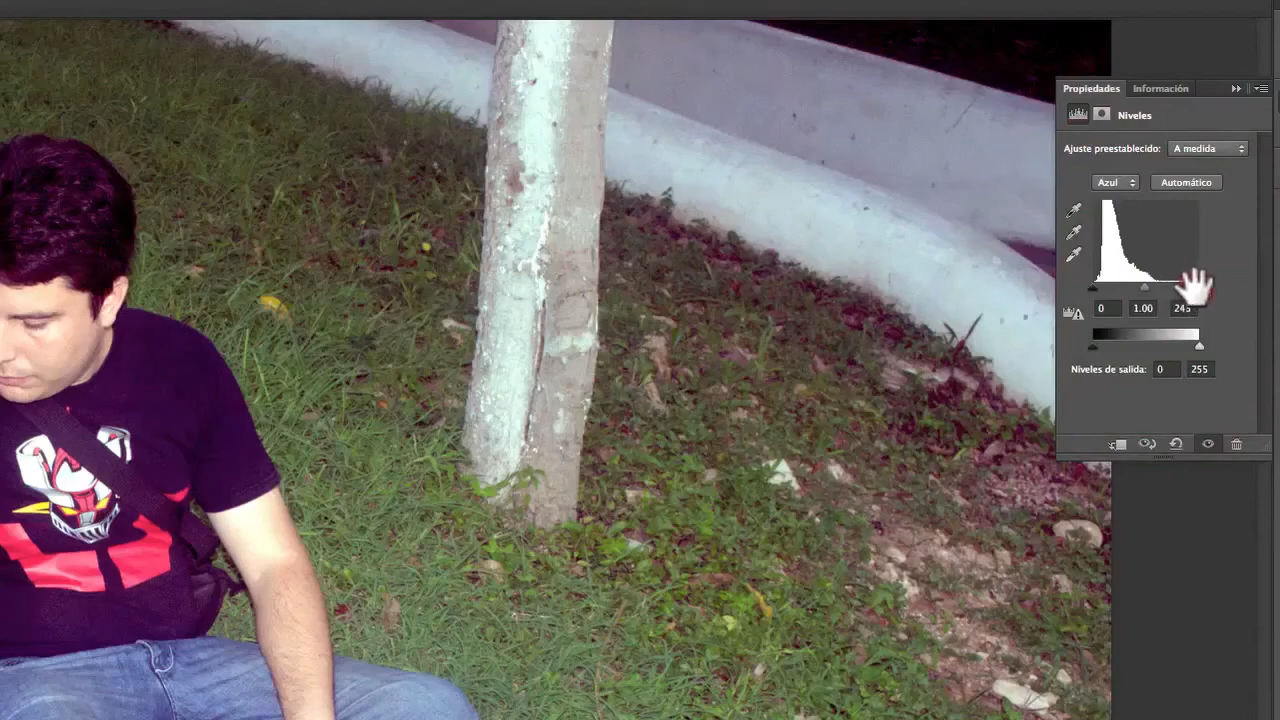 Propiedades Información
Niveles
Ajuste preestablecido: A medida
Azul Automático
0 1.00 245
Niveles de salida: 0 255